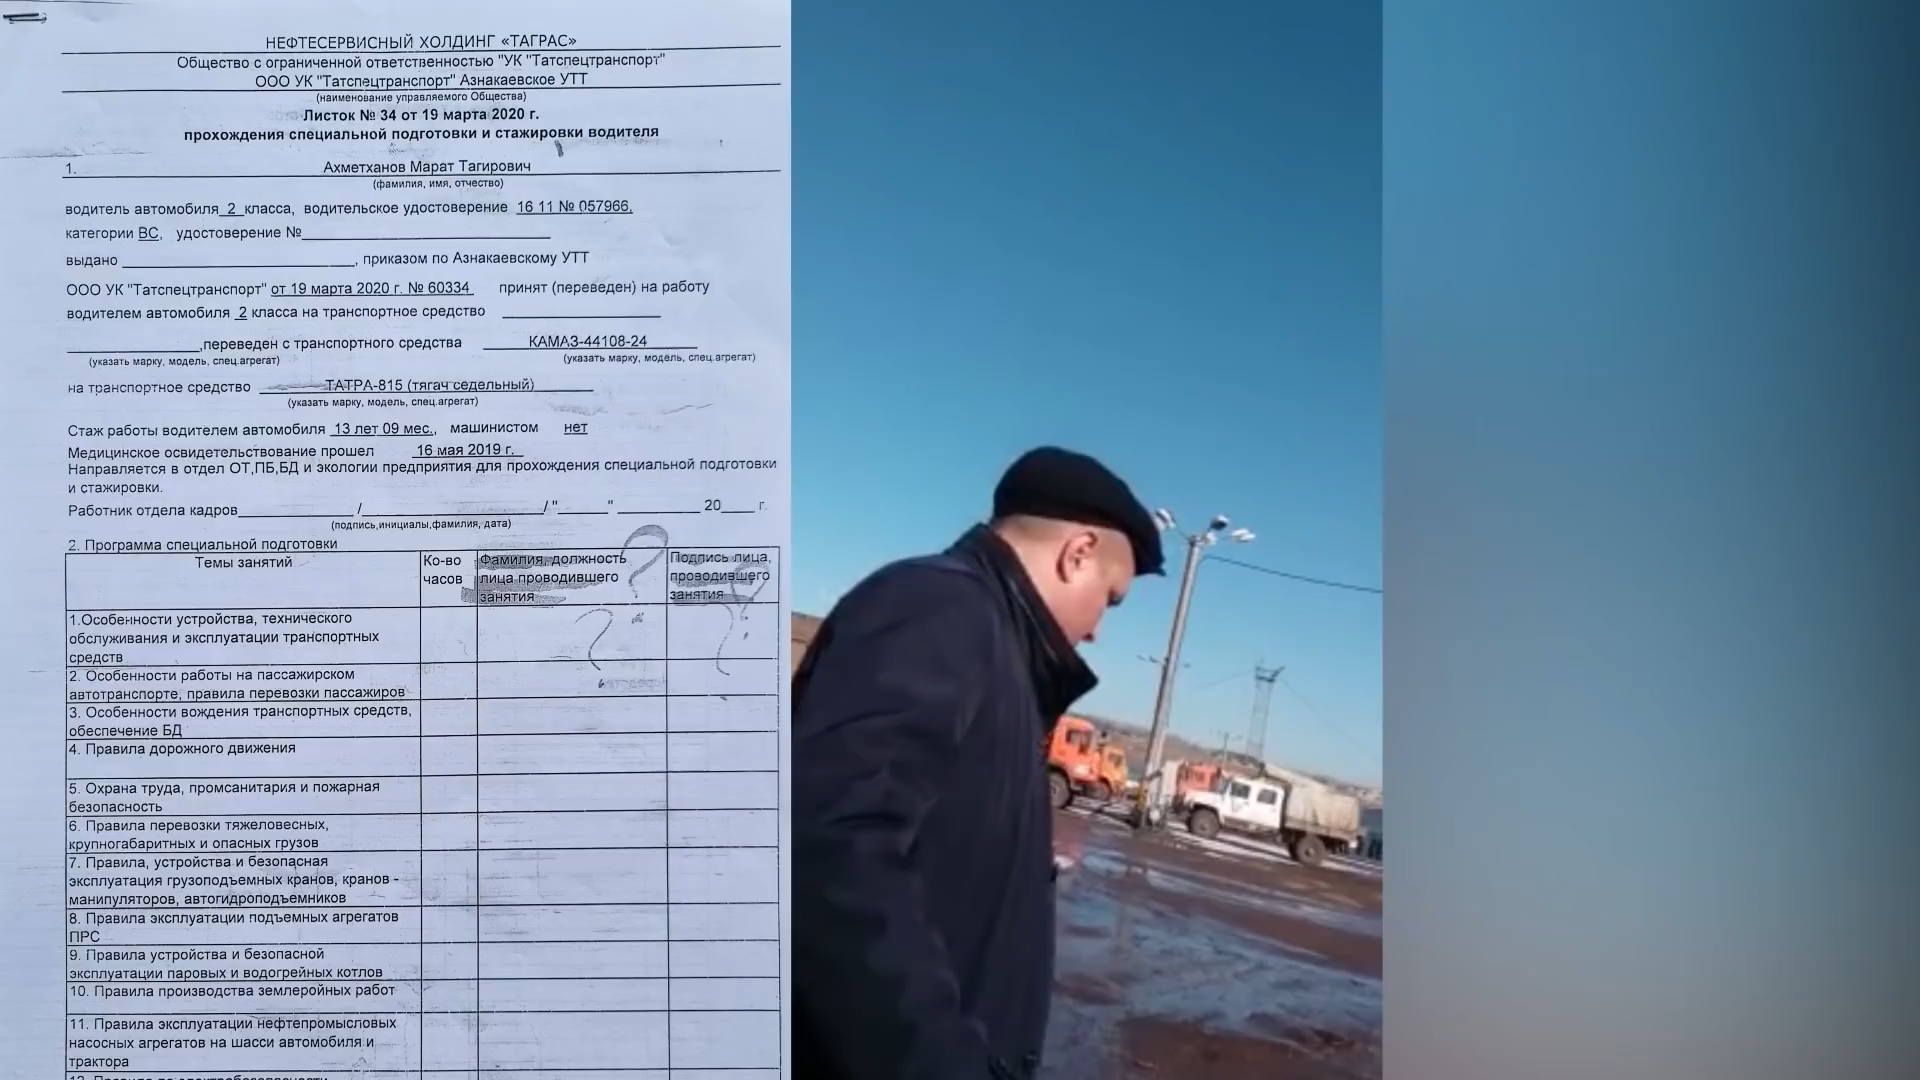 НЕФТЕСЕРВИСНЫЙ ХОЛДИНГ «ТАГРАС»
Общество с ограниченной ответственностью "УК "Татспецтранспорт"
ООО УК "Татспецтранспорт" Азнакаевское УТТ
(наименование управляемого Общества)
Листок № 34 от 19 марта 2020 г.
прохождения специальной подготовки и стажировки водителя
1. Ахметханов Марат Тагирович
(фамилия, имя, отчество)
водитель автомобиля 2 класса, водительское удостоверение 16 11 № 057966,
категории ВС, удостоверение №
выдано , приказом по Азнакаевскому УТТ
ООО УК "Татспецтранспорт" от 19 марта 2020 г. № 60334 принят (переведен) на работу
водителем автомобиля 2 класса на транспортное средство
,переведен с транспортного средства КАМАЗ-44108-24
(указать марку, модель, спец.агрегат) (указать марку, модель, спец.агрегат)
на транспортное средство ТАТРА-815 (тягач седельный)
(указать марку, модель, спец.агрегат)
Стаж работы водителем автомобиля 13 лет 09 мес., машинистом нет
Медицинское освидетельствование прошел 16 мая 2019 г.
Направляется в отдел ОТ,ПБ,БД и экологии предприятия для прохождения специальной подготовки
и стажировки.
Работник отдела кадров / / " " 20 г.
(подпись,инициалы,фамилия, дата)
2. Программа специальной подготовки
Темы занятий
Ко-во
часов
Фамилия, должность
лица проводившего
занятия
Подпись лица,
проводившего
занятия
? ?
? ?
1.Особенности устройства, технического
обслуживания и эксплуатации транспортных
средств
2. Особенности работы на пассажирском
автотранспорте, правила перевозки пассажиров
3. Особенности вождения транспортных средств,
обеспечение БД
4. Правила дорожного движения
5. Охрана труда, промсанитария и пожарная
безопасность
6. Правила перевозки тяжеловесных,
крупногабаритных и опасных грузов
7. Правила, устройства и безопасная
эксплуатация грузоподъемных кранов, кранов -
манипуляторов, автогидроподъемников
8. Правила эксплуатации подъемных агрегатов
ПРС
9. Правила устройства и безопасной
эксплуатации паровых и водогрейных котлов
10. Правила производства землеройных работ
11. Правила эксплуатации нефтепромысловых
насосных агрегатов на шасси автомобиля и
трактора